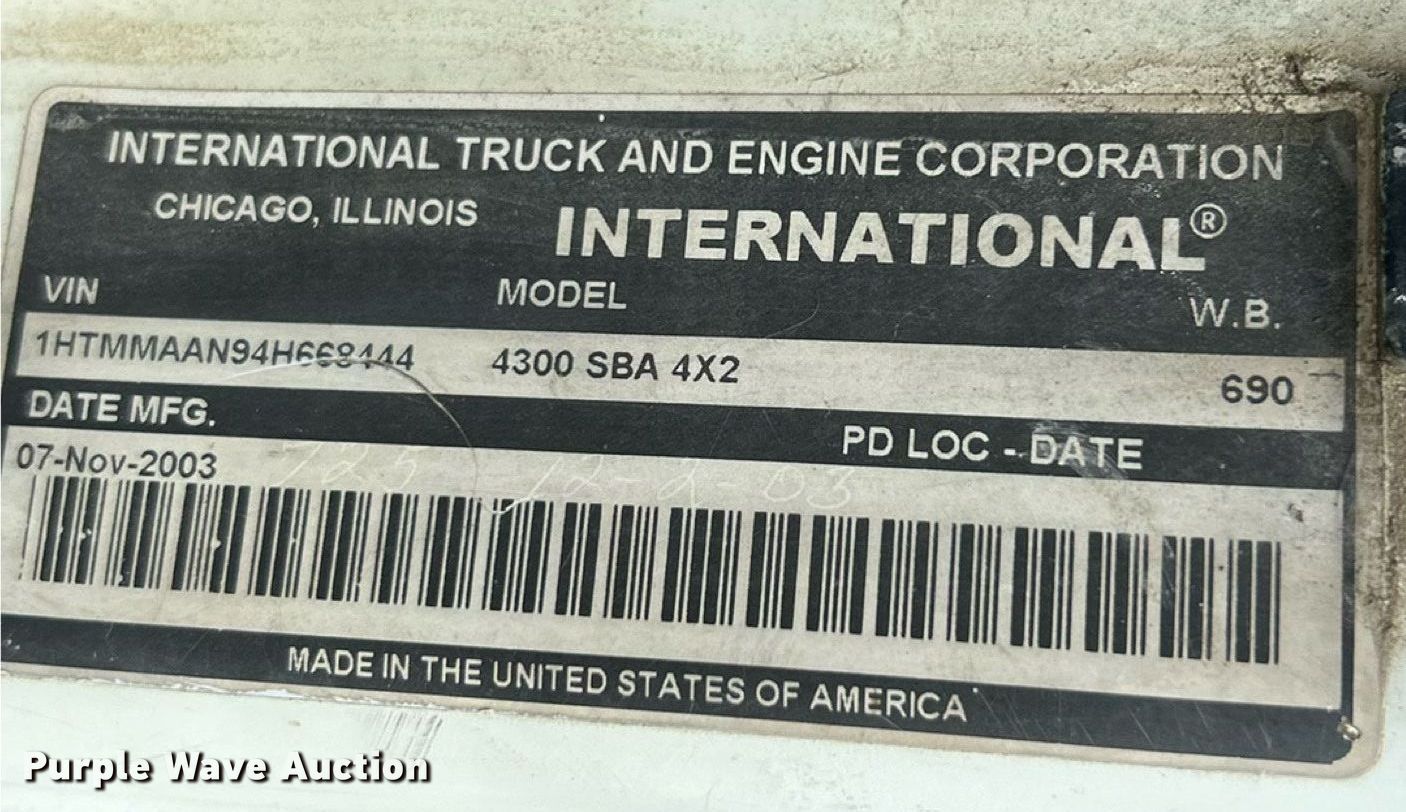 INTERNATIONAL TRUCK AND ENGINE CORPORATION
CHICAGO, ILLINOIS
INTERNATIONAL®
VIN MODEL W.B.
1HTMMAAN94H668444 4300 SBA 4X2 690
DATE MFG. PD LOC - DATE
07-Nov-2003 725 12-2-03
MADE IN THE UNITED STATES OF AMERICA
Purple Wave Auction